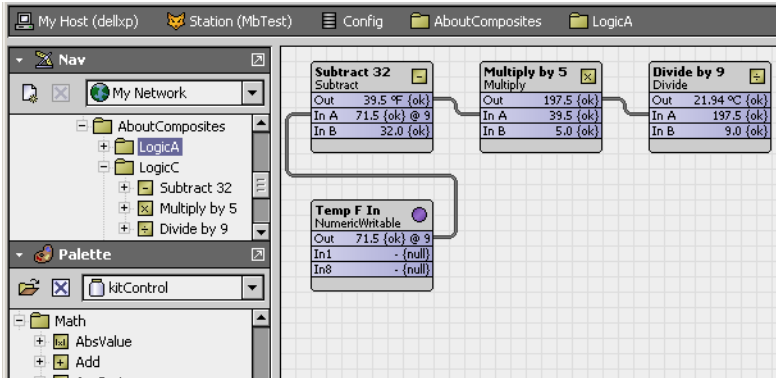 My Host (dellxp) Station (MbTest) Config AboutComposites LogicA
Nav
My Network
AboutComposites
LogicA
LogicC
Subtract 32
Multiply by 5
Divide by 9
Palette
kitControl
Math
AbsValue
Add
Subtract 32
Subtract
Out 39.5 ºF {ok}
In A 71.5 {ok} @ 9
In B 32.0 {ok}
Multiply by 5
Multiply
Out 197.5 {ok}
In A 39.5 {ok}
In B 5.0 {ok}
Divide by 9
Divide
Out 21.94 ºC {ok}
In A 197.5 {ok}
In B 9.0 {ok}
Temp F In
NumericWritable
Out 71.5 {ok} @ 9
In1 - {null}
In8 - {null}